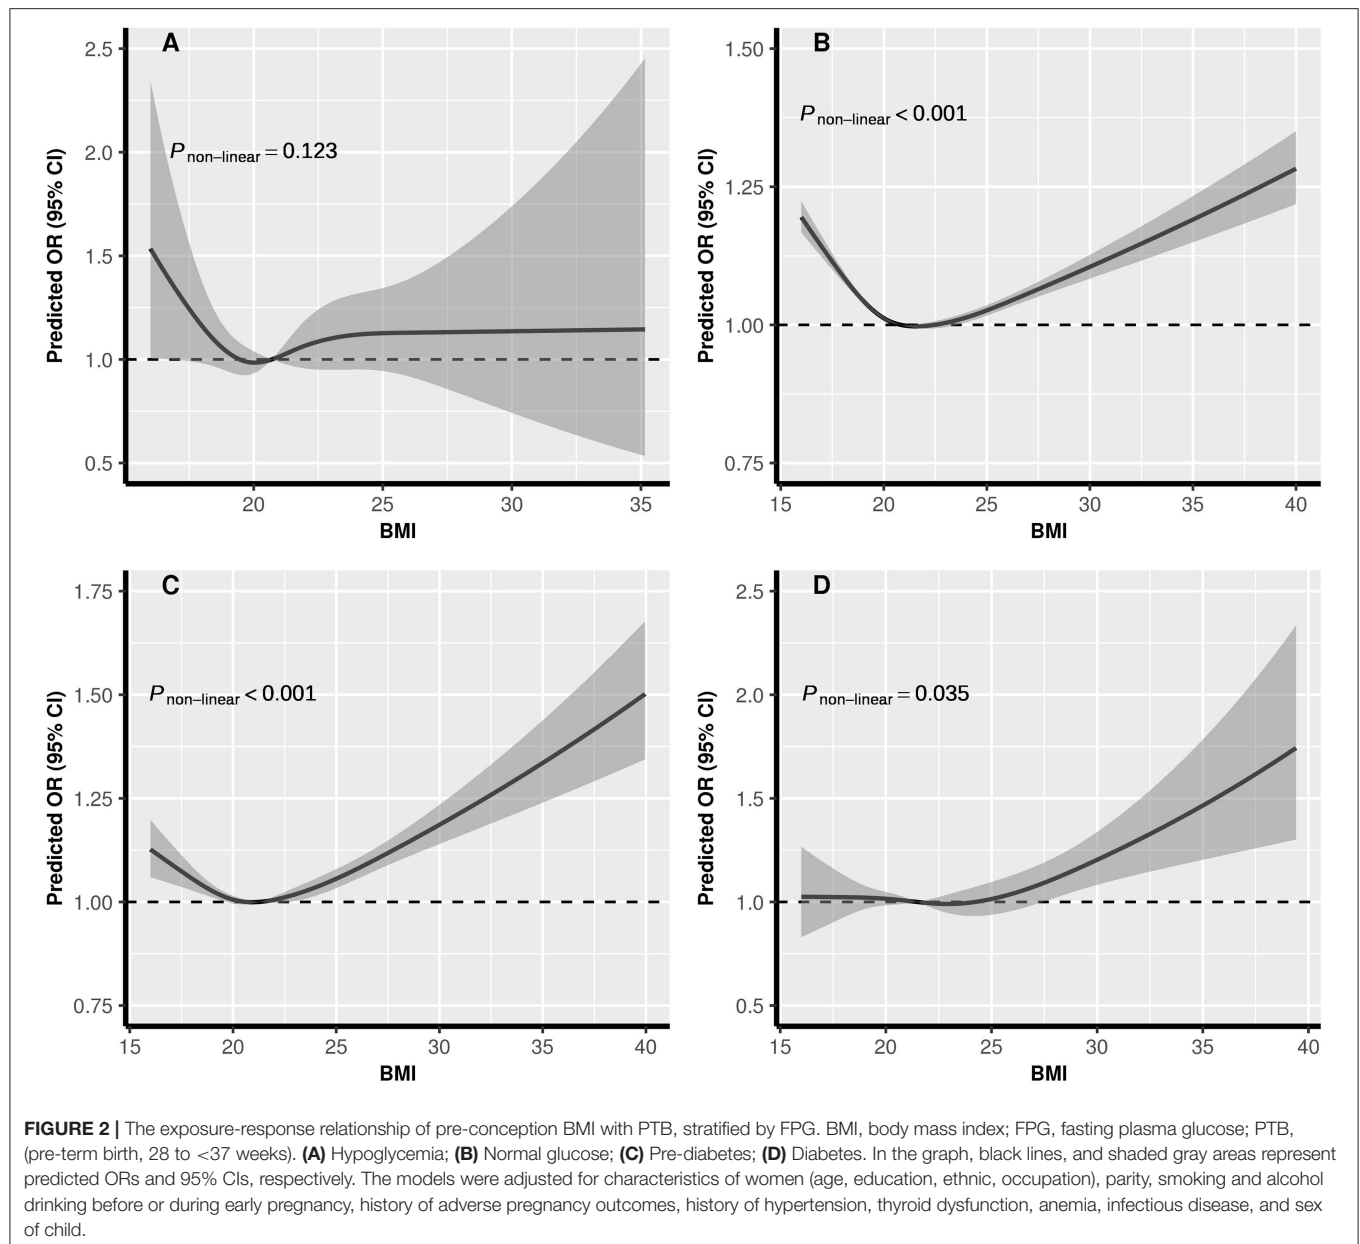 A
2.5
2.0
1.5
1.0
0.5
Predicted OR (95% CI)
P non–linear = 0.123
20
25
30
35
BMI
B
1.50
1.25
1.00
0.75
Predicted OR (95% CI)
P non–linear < 0.001
15
20
25
30
35
40
BMI
C
1.75
1.50
1.25
1.00
0.75
Predicted OR (95% CI)
P non–linear < 0.001
15
20
25
30
35
40
BMI
D
2.5
2.0
1.5
1.0
0.5
Predicted OR (95% CI)
P non–linear = 0.035
15
20
25
30
35
40
BMI
FIGURE 2 | The exposure-response relationship of pre-conception BMI with PTB, stratified by FPG. BMI, body mass index; FPG, fasting plasma glucose; PTB,
(pre-term birth, 28 to <37 weeks). (A) Hypoglycemia; (B) Normal glucose; (C) Pre-diabetes; (D) Diabetes. In the graph, black lines, and shaded gray areas represent
predicted ORs and 95% CIs, respectively. The models were adjusted for characteristics of women (age, education, ethnic, occupation), parity, smoking and alcohol
drinking before or during early pregnancy, history of adverse pregnancy outcomes, history of hypertension, thyroid dysfunction, anemia, infectious disease, and sex
of child.